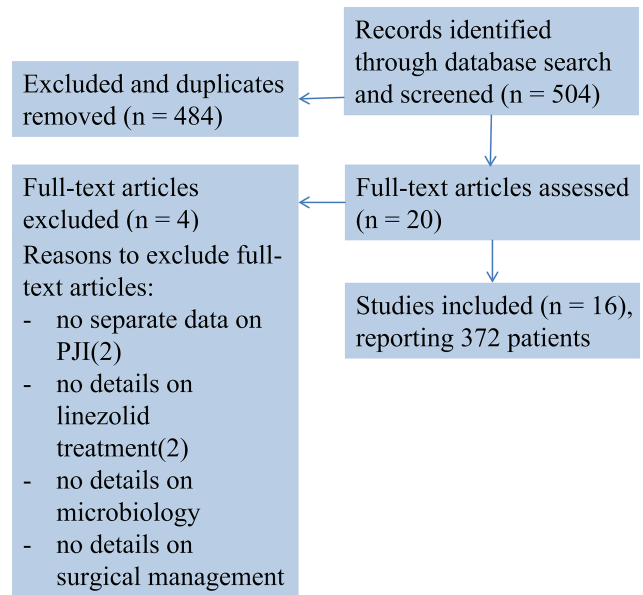 Records identified
through database search
and screened (n = 504)
Excluded and duplicates
removed (n = 484)
Full-text articles assessed
(n = 20)
Full-text articles
excluded (n = 4)
Reasons to exclude full-
text articles:
- no separate data on
PJI(2)
- no details on
linezolid
treatment(2)
- no details on
microbiology
- no details on
surgical management
Studies included (n = 16),
reporting 372 patients